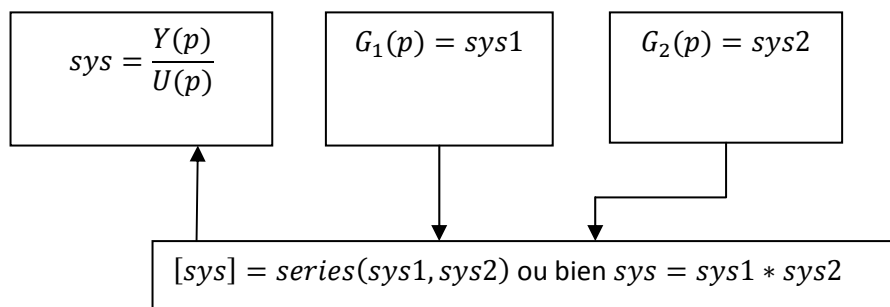 sys = Y(p)/U(p)
G₁(p) = sys1
G₂(p) = sys2
[sys] = series(sys1, sys2) ou bien sys = sys1 ∗ sys2